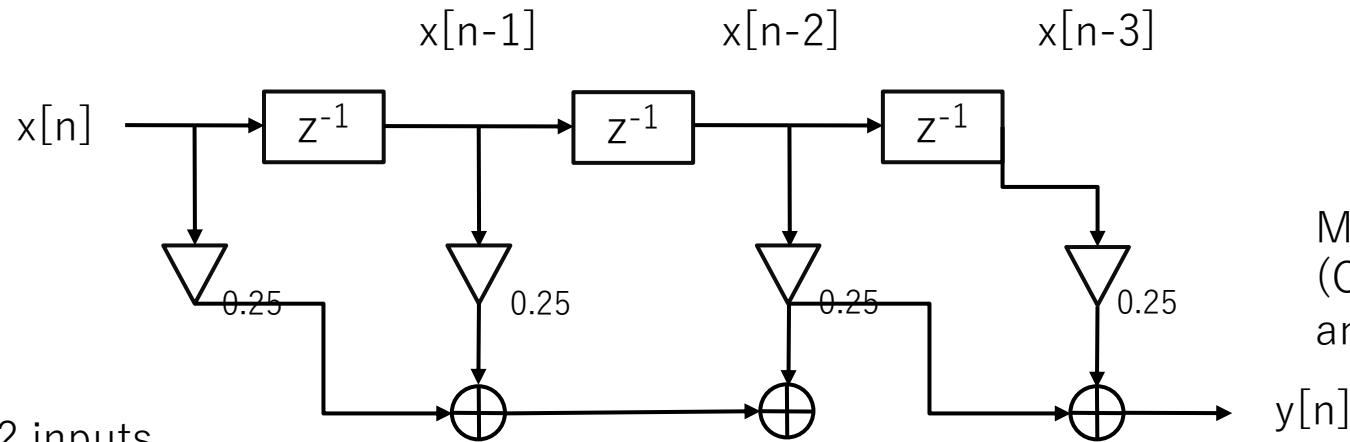 x[n-1] x[n-2] x[n-3]
x[n] z⁻¹ z⁻¹ z⁻¹
0.25 0.25 0.25 0.25
y[n]
2 inputs